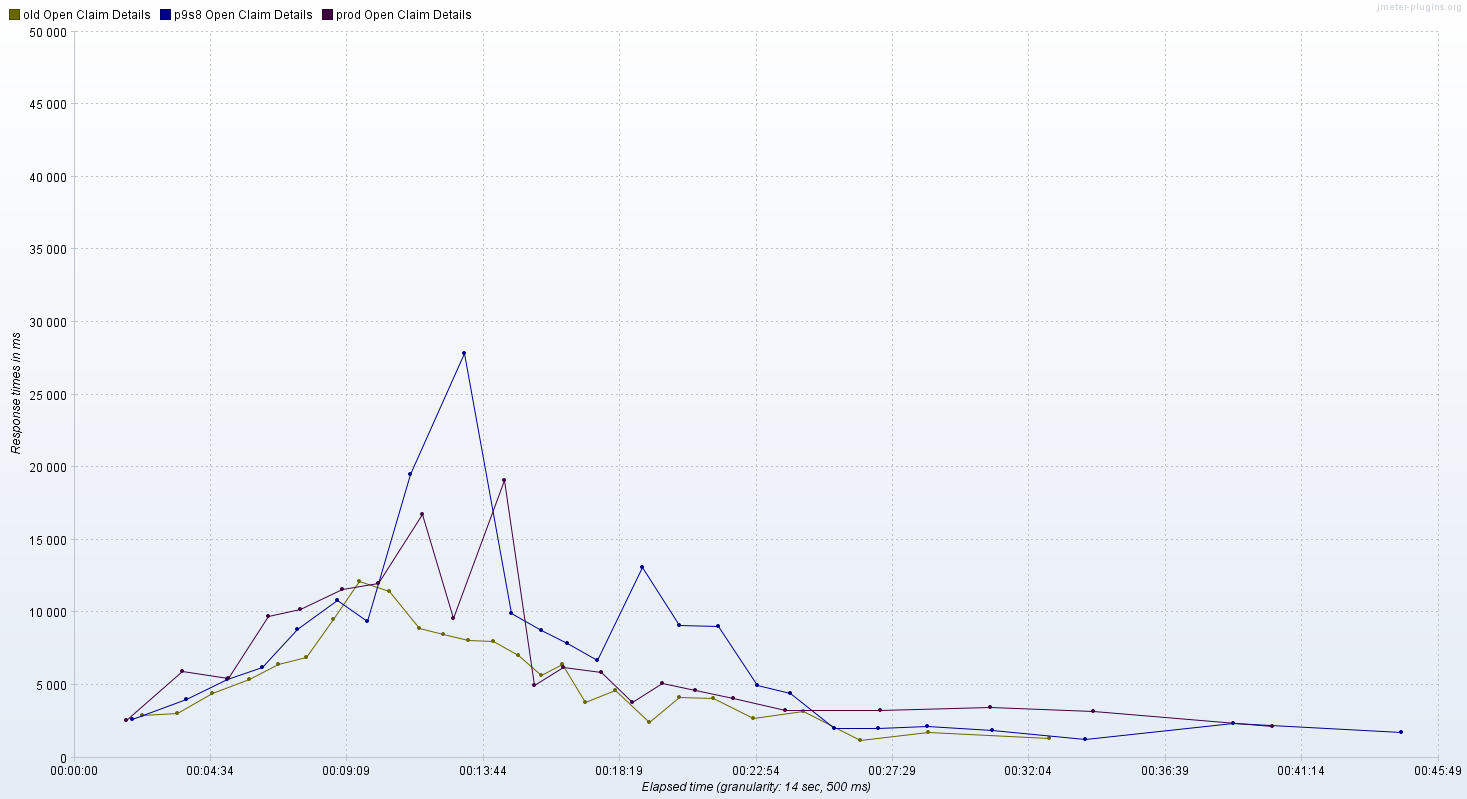 old Open Claim Details p9s8 Open Claim Details prod Open Claim Details
jmeter-plugins.org
50 000
45 000
40 000
35 000
30 000
25 000
20 000
15 000
10 000
5 000
0
Response times in ms
00:00:00 00:04:34 00:09:09 00:13:44 00:18:19 00:22:54 00:27:29 00:32:04 00:36:39 00:41:14 00:45:49
Elapsed time (granularity: 14 sec, 500 ms)